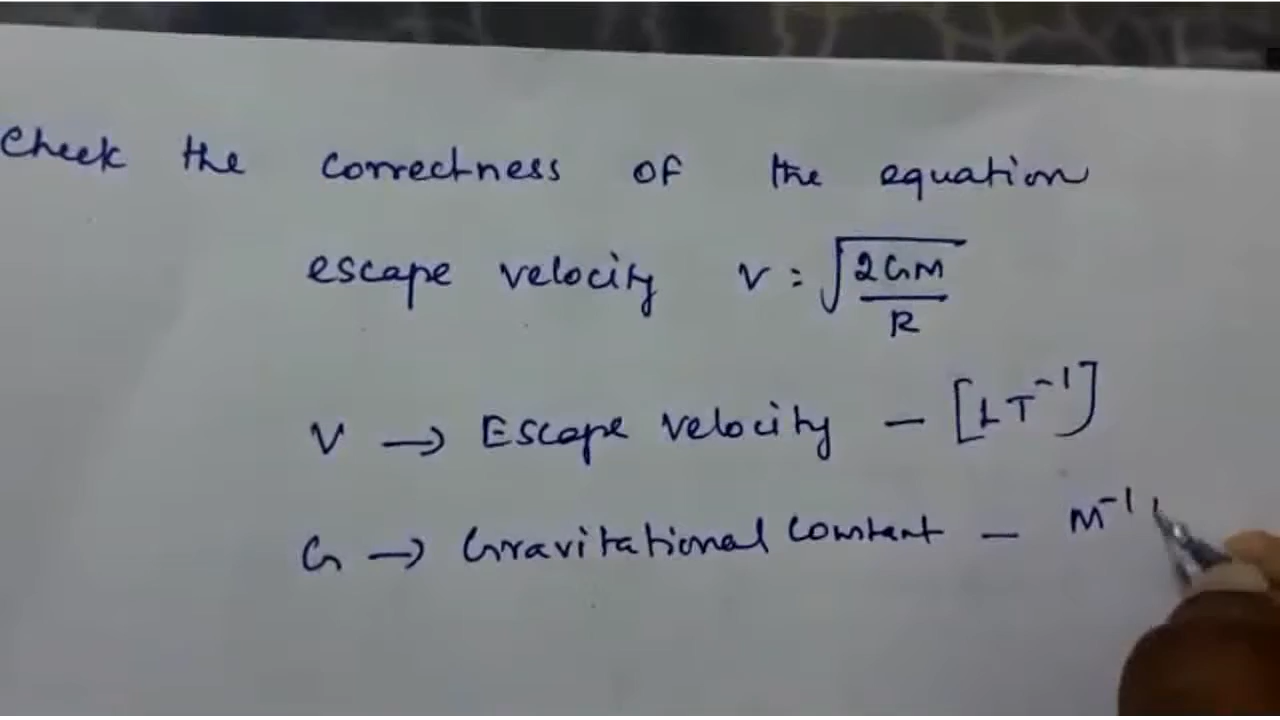 Check the correctness of the equation
escape velocity v = √(2GM/R)
V → Escape velocity – [LT⁻¹]
G → Gravitational constant – M⁻¹